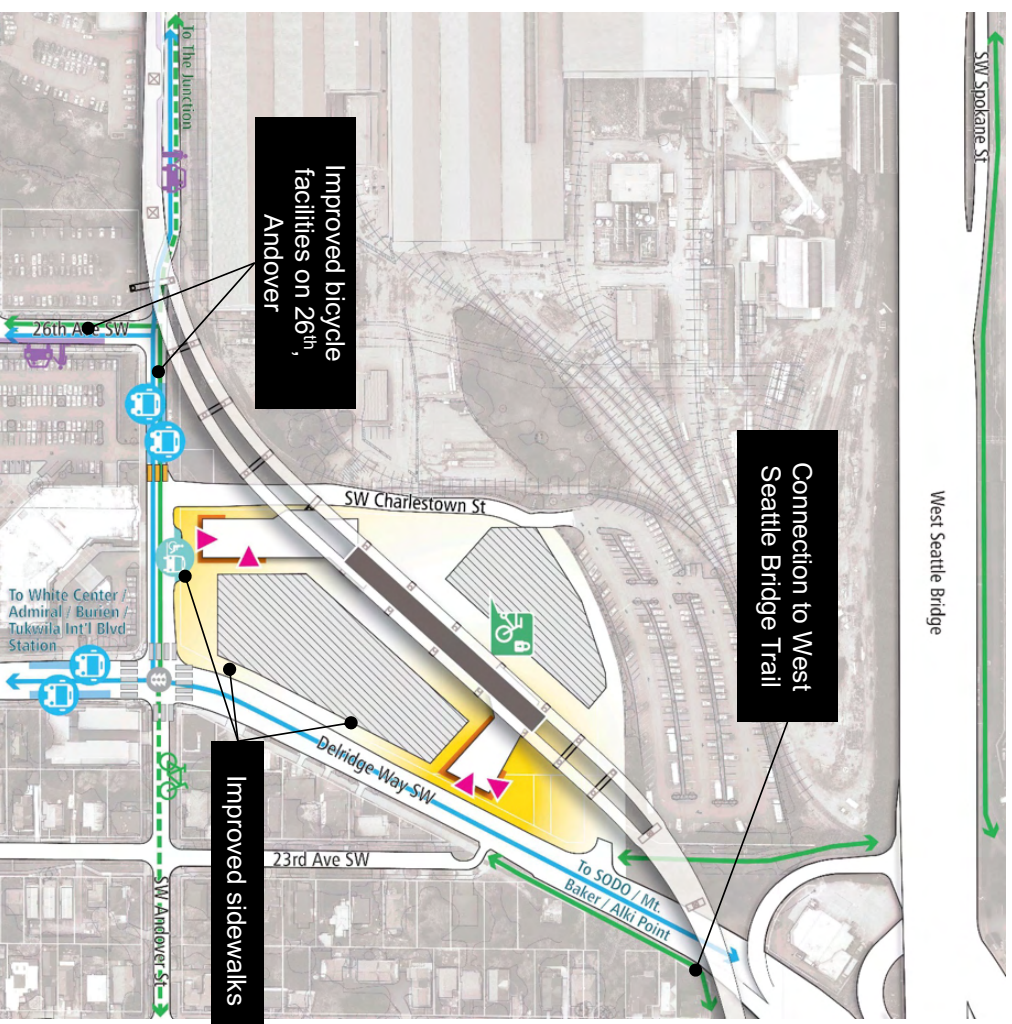 SW Spokane St
West Seattle Bridge
Connection to West
Seattle Bridge Trail
To The Junction
Improved bicycle
facilities on 26th,
Andover
26th Ave SW
SW Charlestown St
To White Center /
Admiral / Burien /
Tukwila Int'l Blvd
Station
Delridge Way SW
To SODO / Mt.
Baker / Alki Point
Improved sidewalks
23rd Ave SW
SW Andover St